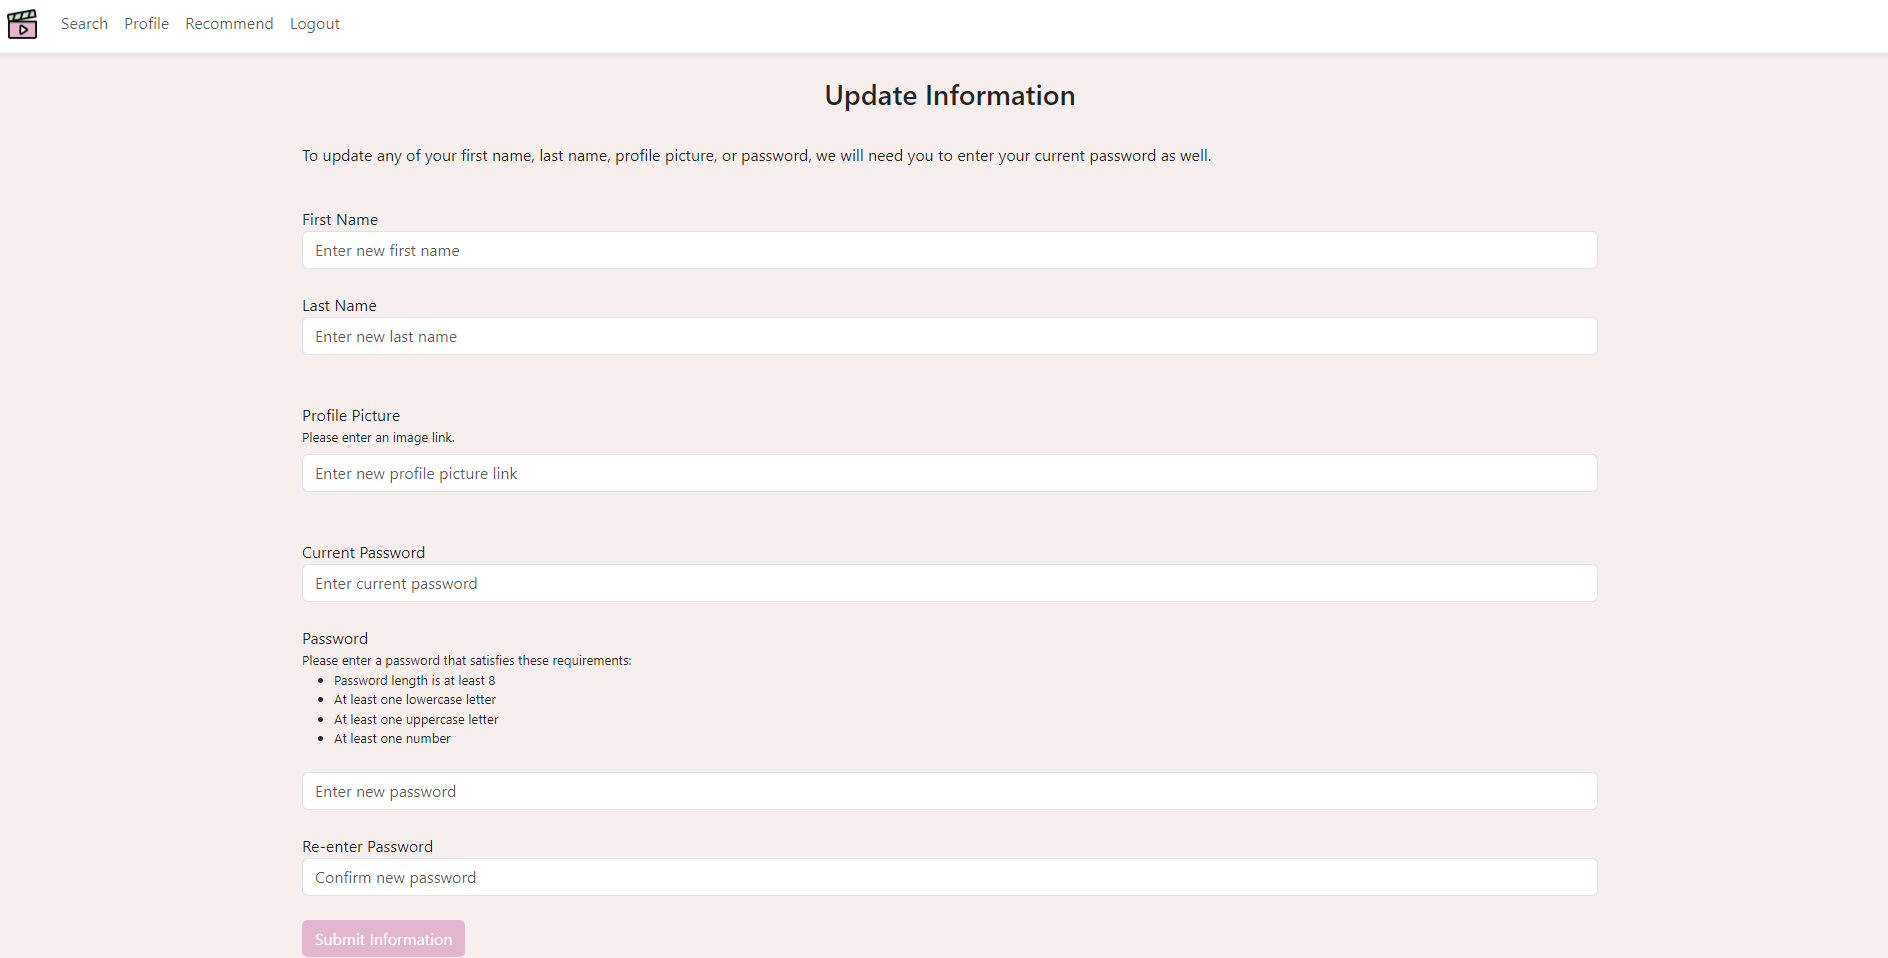 Search Profile Recommend Logout
Update Information
To update any of your first name, last name, profile picture, or password, we will need you to enter your current password as well.
First Name
Enter new first name
Last Name
Enter new last name
Profile Picture
Please enter an image link.
Enter new profile picture link
Current Password
Enter current password
Password
Please enter a password that satisfies these requirements:
• Password length is at least 8
• At least one lowercase letter
• At least one uppercase letter
• At least one number
Enter new password
Re-enter Password
Confirm new password
Submit Information